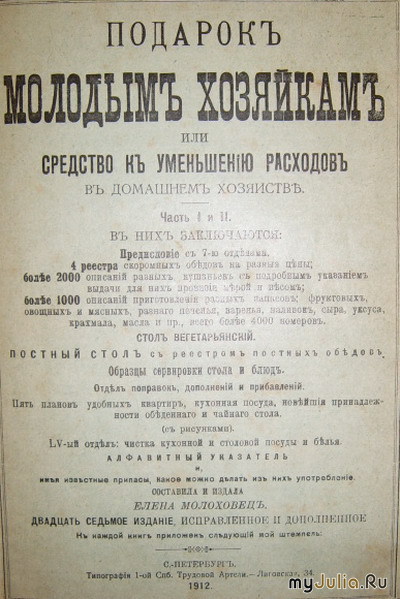 ПОДАРОКЪ
МОЛОДЫМЪ ХОЗЯЙКАМЪ
ИЛИ
СРЕДСТВО КЪ УМЕНЬШЕНІЮ РАСХОДОВЪ
ВЪ ДОМАШНЕМЪ ХОЗЯЙСТВѢ.
Часть I и II.
ВЪ НИХЪ ЗАКЛЮЧАЮТСЯ:
Предисловіе съ 7-ю отдѣлами.
4 реестра скоромныхъ обѣдовъ на разныя цѣны;
болѣе 2000 описаній разныхъ кушаньевъ съ подробнымъ указаніемъ
выдачи для нихъ провизіи мѣрой и вѣсомъ;
болѣе 1000 описаній приготовленія разныхъ запасовъ: фруктовыхъ,
овощныхъ и мясныхъ, разнаго печенья, варенья, наливокъ, сыра, уксуса,
крахмала, масла и пр., всего болѣе 4000 номеровъ.
СТОЛЪ ВЕГЕТАРЬЯНСКІЙ.
ПОСТНЫЙ СТОЛЪ съ реестромъ постныхъ обѣдовъ
Образцы сервировки стола и блюдъ.
Отдѣлъ поправокъ, дополненій и прибавленій.
Пять плановъ удобныхъ квартиръ, кухонная посуда, новѣйшія принадлеж-
ности обѣденнаго и чайнаго стола.
(съ рисунками).
LV-ый отдѣлъ: чистка кухонной и столовой посуды и бѣлья.
АЛФАВИТНЫЙ УКАЗАТЕЛЬ
и,
имѣя извѣстные припасы, какое можно дѣлать изъ нихъ употребленіе.
СОСТАВИЛА и ИЗДАЛА
ЕЛЕНА МОЛОХОВЕЦЪ.
ДВАДЦАТЬ СЕДЬМОЕ ИЗДАНІЕ, ИСПРАВЛЕННОЕ И ДОПОЛНЕННОЕ
Къ каждой книгѣ приложенъ слѣдующій мой штемпель:
С.-ПЕТЕРБУРГЪ.
Типографія 1-ой Спб. Трудовой Артели.—Лиговская, 34.
1912.
myJulia.Ru